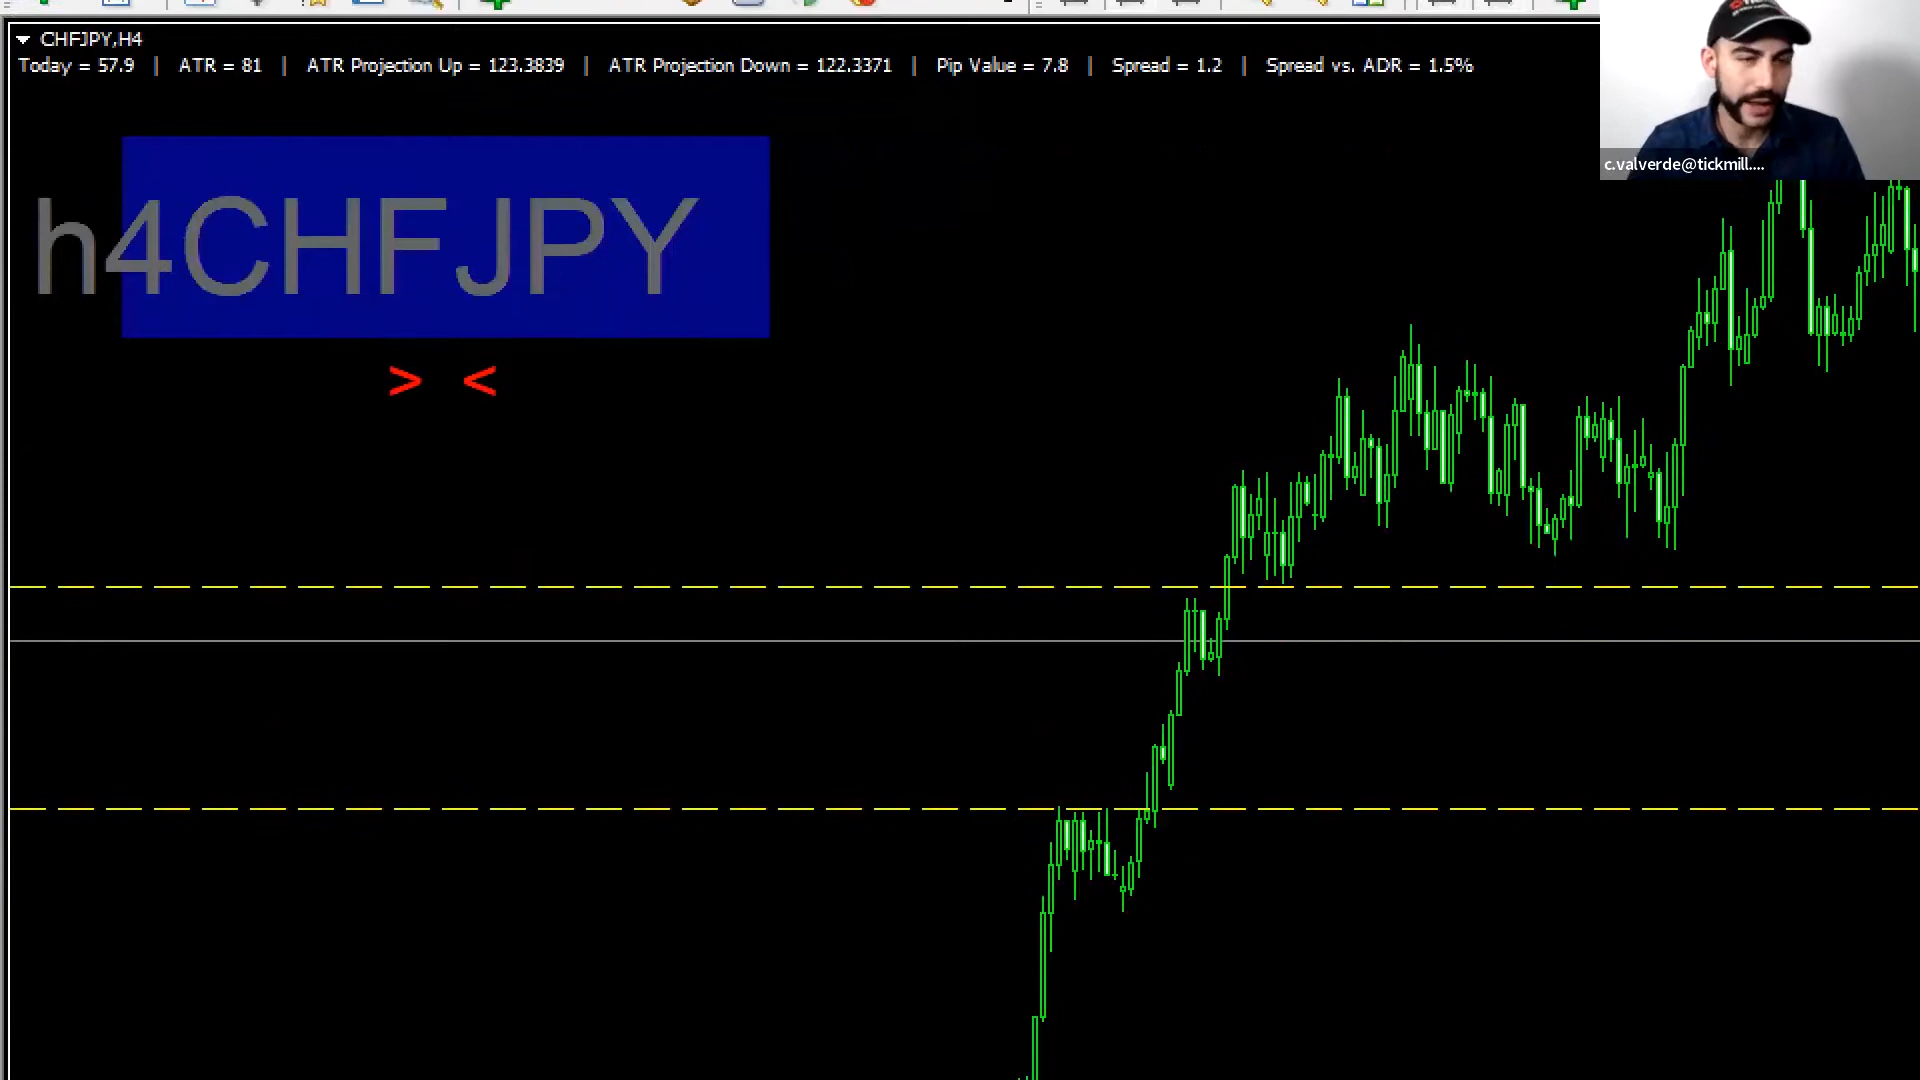 CHFJPY,H4
Today = 57.9 | ATR = 81 | ATR Projection Up = 123.3839 | ATR Projection Down = 122.3371 | Pip Value = 7.8 | Spread = 1.2 | Spread vs. ADR = 1.5%
c.valverde@tickmill....
h4CHFJPY
> <